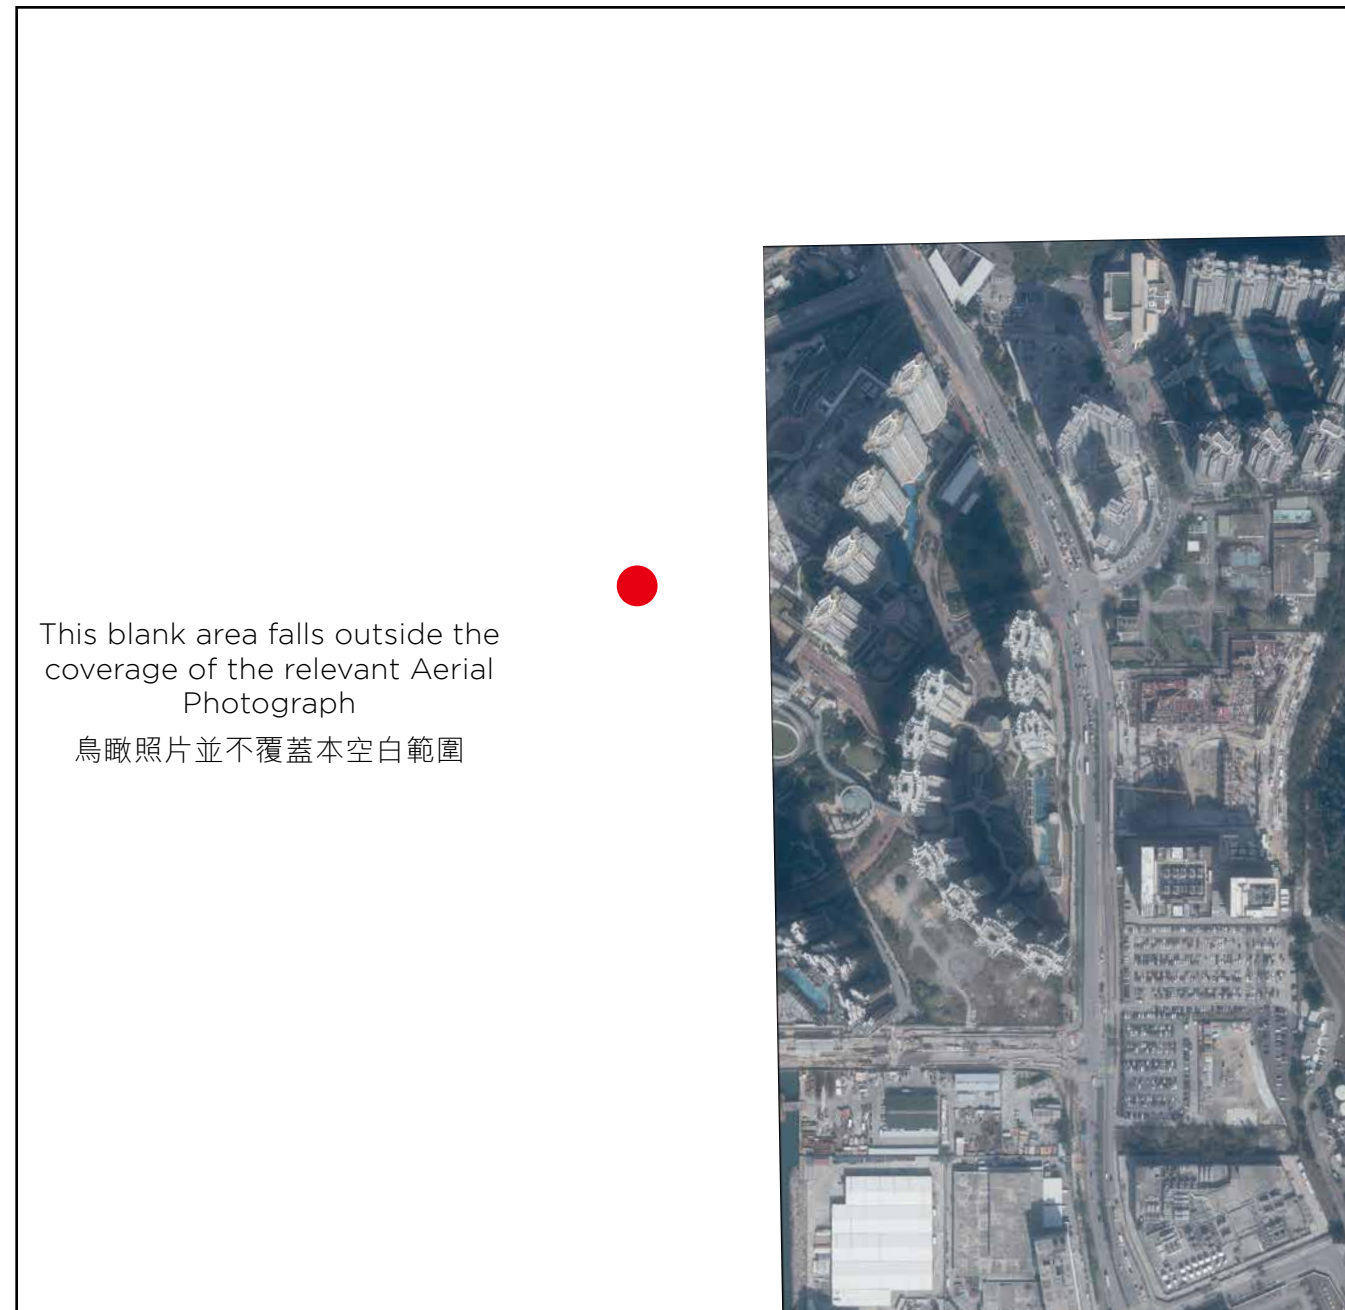 This blank area falls outside the
coverage of the relevant Aerial
Photograph
鳥瞰照片並不覆蓋本空白範圍